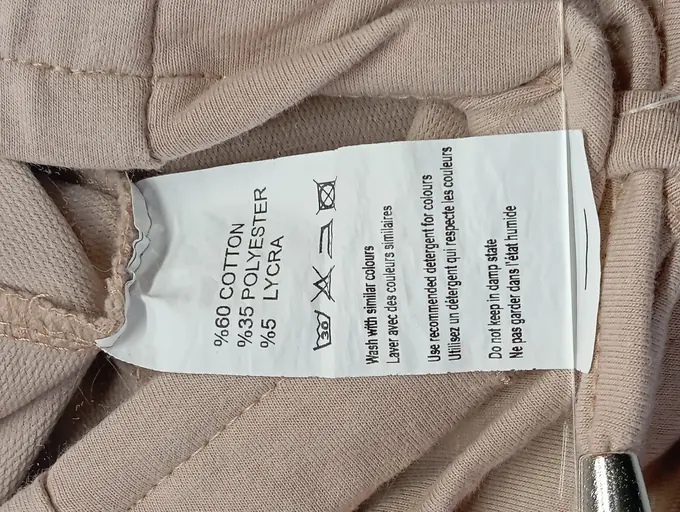 %60 COTTON
%35 POLYESTER
%5 LYCRA
30
Wash with similar colours
Laver avec des couleurs similaires
Use recommended detergent for colours
Utilisez un détergent qui respecte les couleurs
Do not keep in damp state
Ne pas garder dans l'état humide